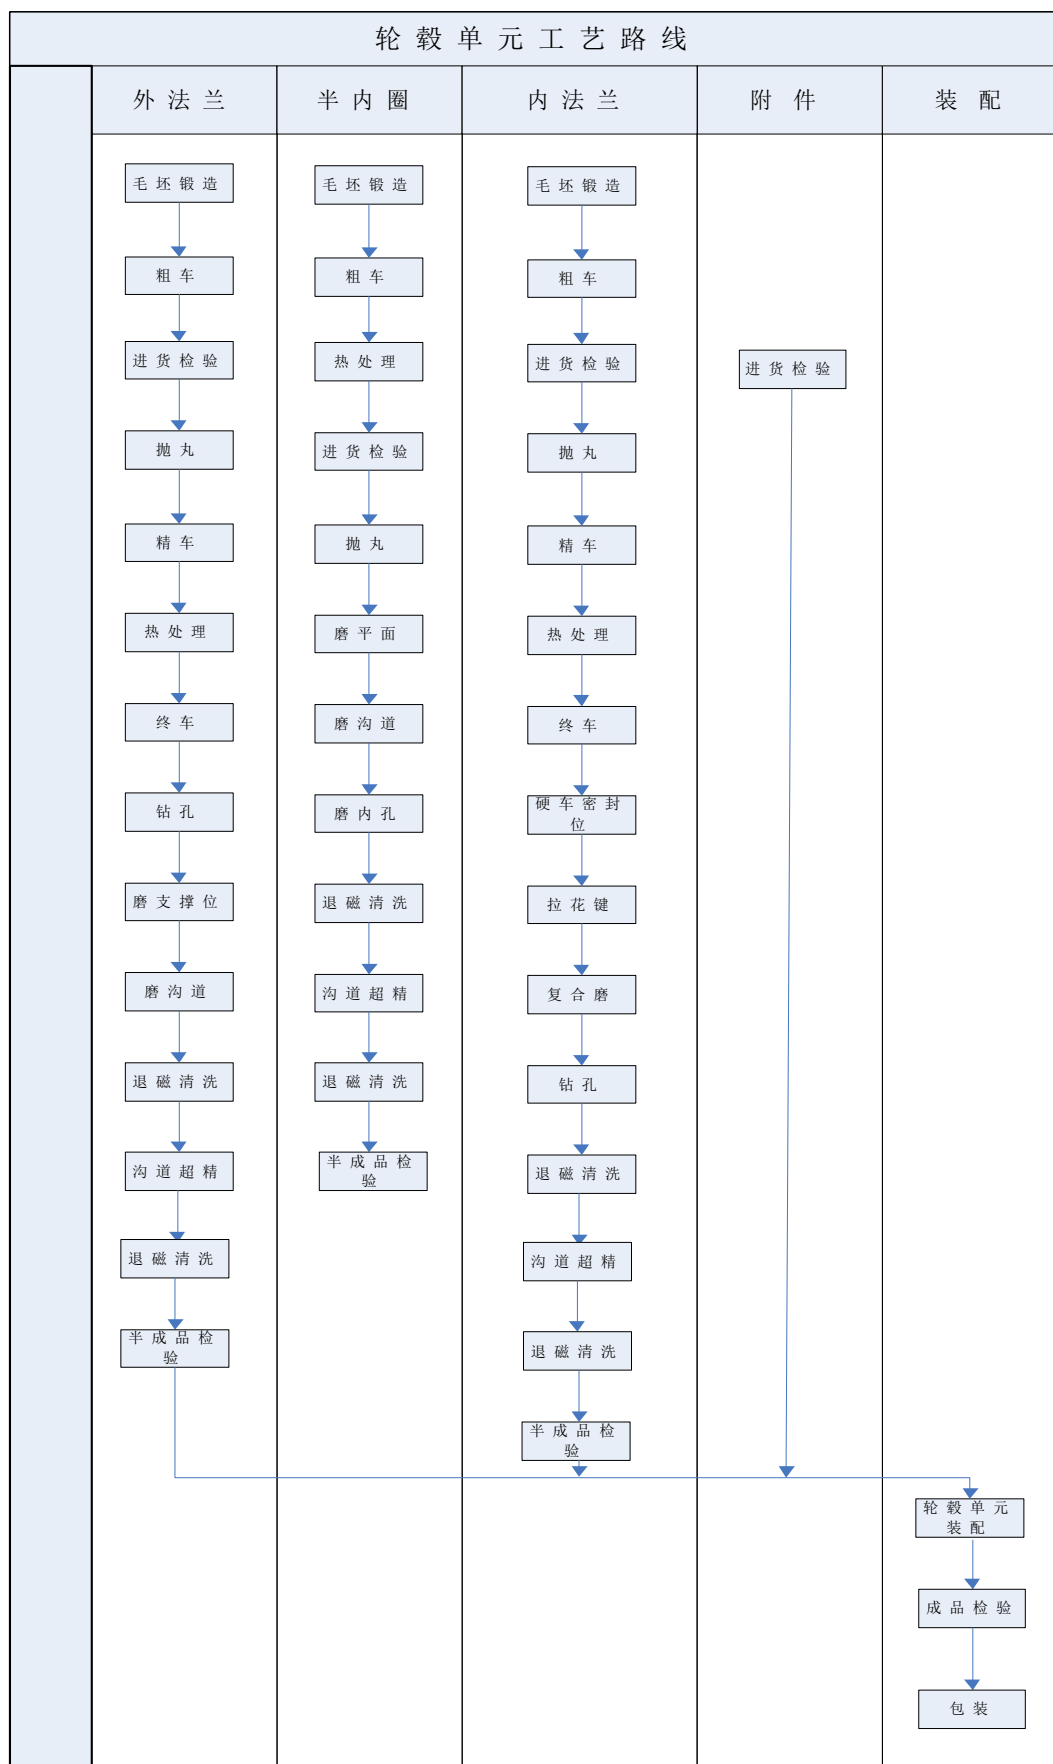 轮毂单元工艺路线
外法兰
半内圈
内法兰
附件
装配
毛坯锻造
粗车
进货检验
抛丸
精车
热处理
终车
钻孔
磨支撑位
磨沟道
退磁清洗
沟道超精
退磁清洗
半成品检
验
毛坯锻造
粗车
热处理
进货检验
抛丸
磨平面
磨沟道
磨内孔
退磁清洗
沟道超精
退磁清洗
半成品检
验
毛坯锻造
粗车
进货检验
抛丸
精车
热处理
终车
硬车密封
位
拉花键
复合磨
钻孔
退磁清洗
沟道超精
退磁清洗
半成品检
验
进货检验
轮毂单元
装配
成品检验
包装